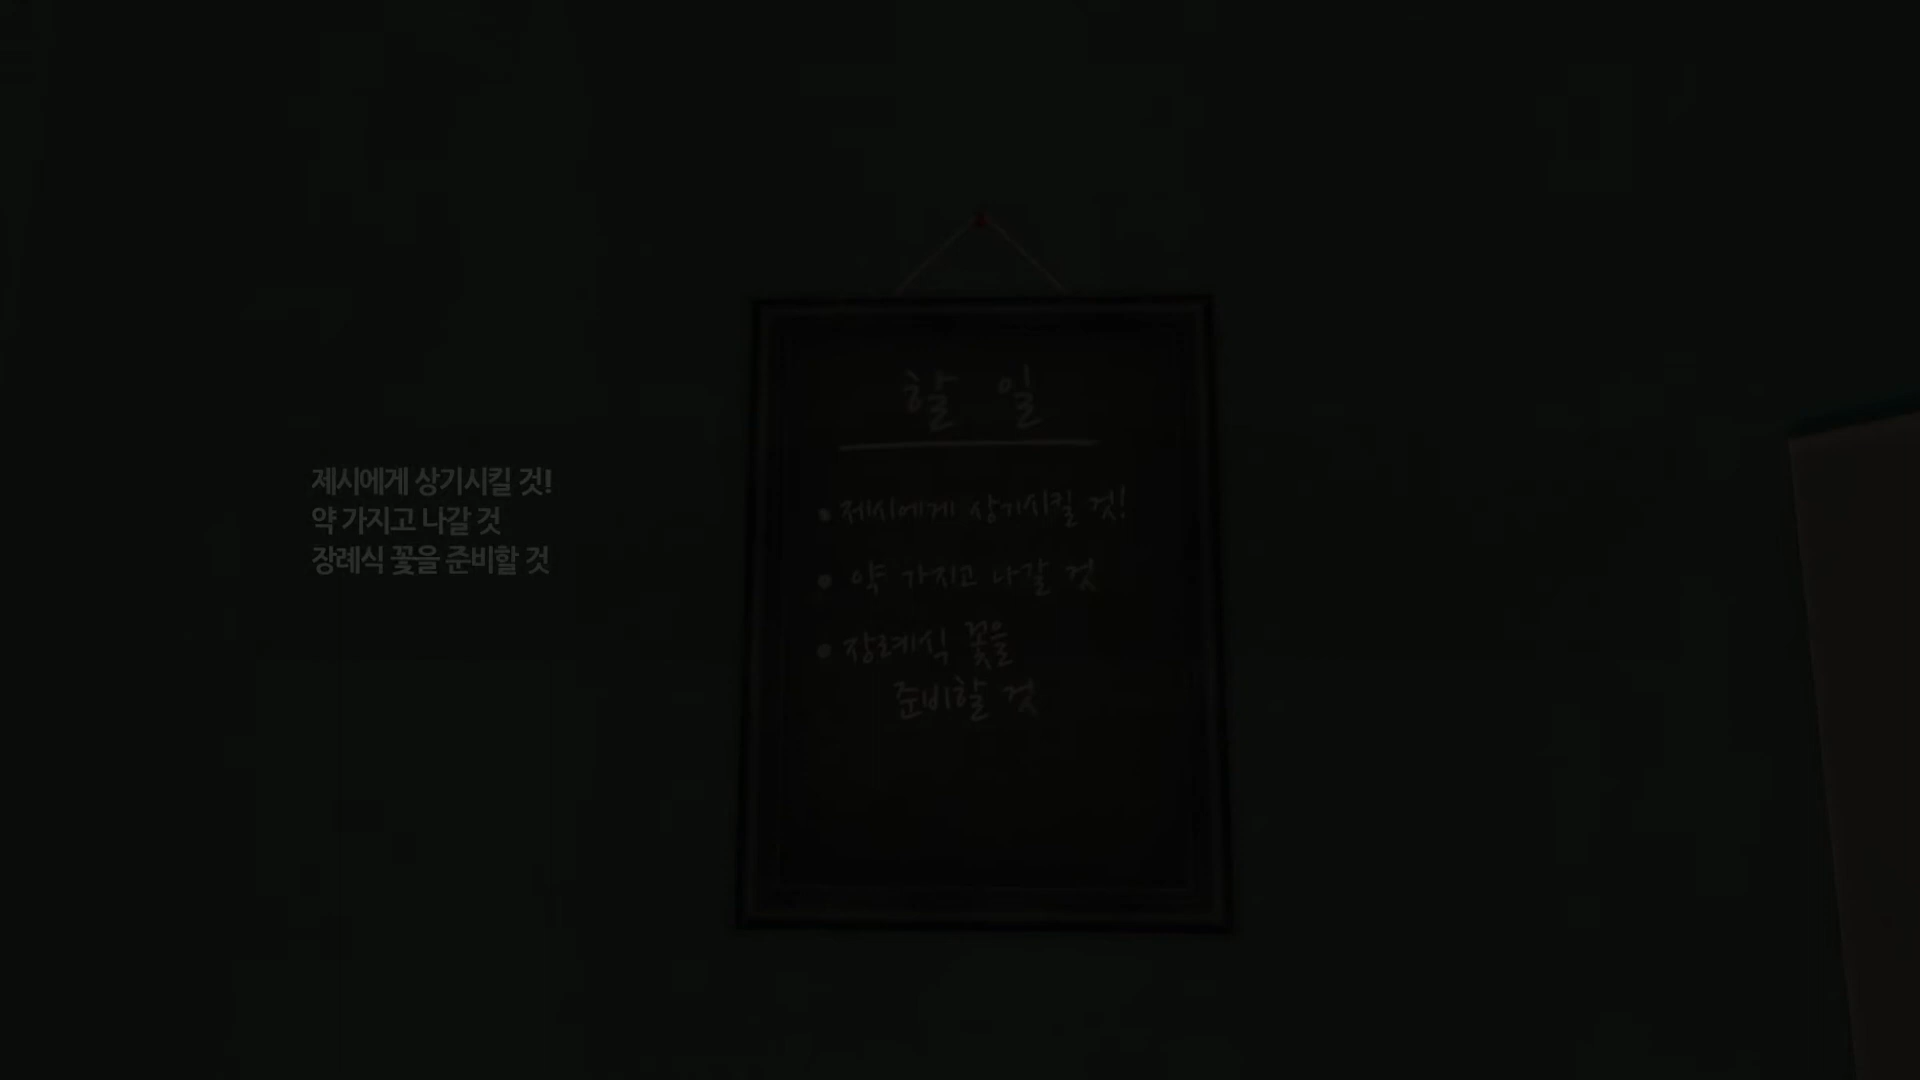 제시에게 상기시킬 것!
약 가지고 나갈 것
장례식 꽃을 준비할 것
할 일
• 제시에게 상기시킬 것!
• 약 가지고 나갈 것
• 장례식 꽃을
준비할 것